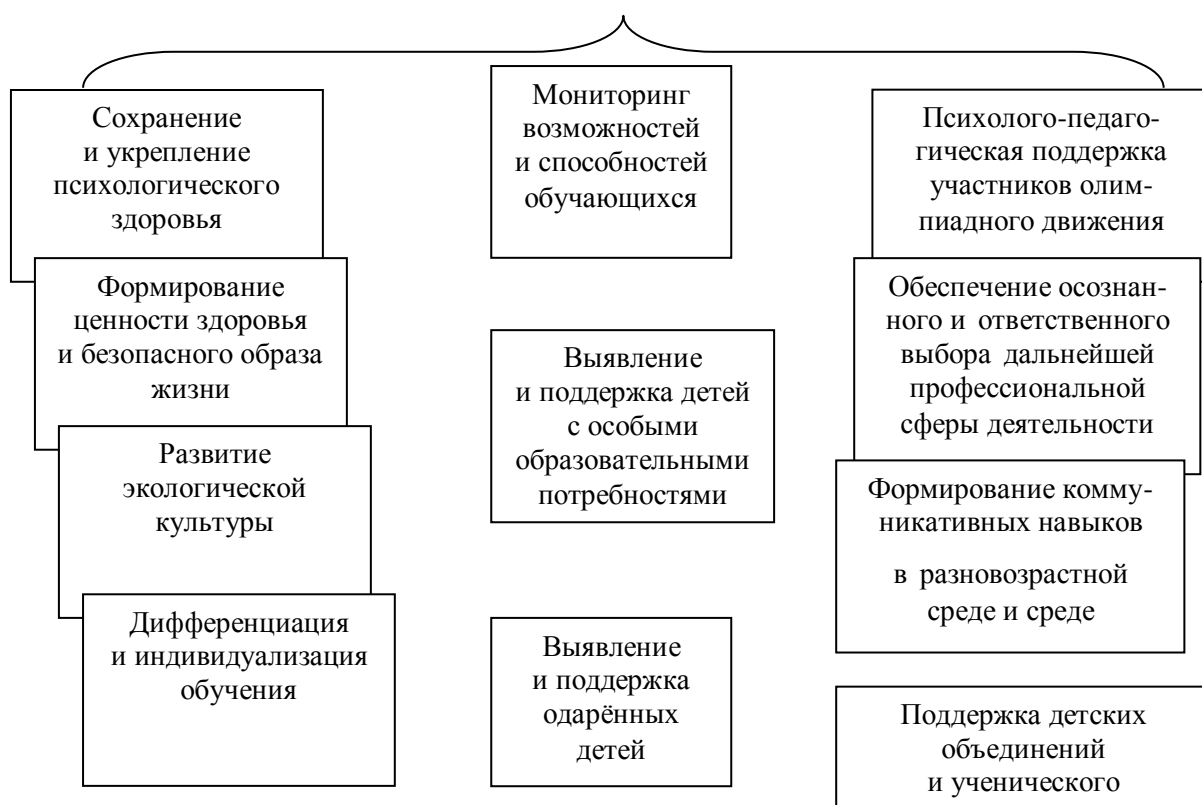 Сохранение
и укрепление
психологического
здоровья
Формирование
ценности здоровья
и безопасного образа
жизни
Развитие
экологической
культуры
Дифференциация
и индивидуализация
обучения
Мониторинг
возможностей
и способностей
обучающихся
Выявление
и поддержка детей
с особыми
образовательными
потребностями
Выявление
и поддержка
одарённых
детей
Психолого-педаго-
гическая поддержка
участников олим-
пиадного движения
Обеспечение осознан-
ного и ответственного
выбора дальнейшей
профессиональной
сферы деятельности
Формирование комму-
никативных навыков
в разновозрастной
среде и среде
Поддержка детских
объединений
и ученического